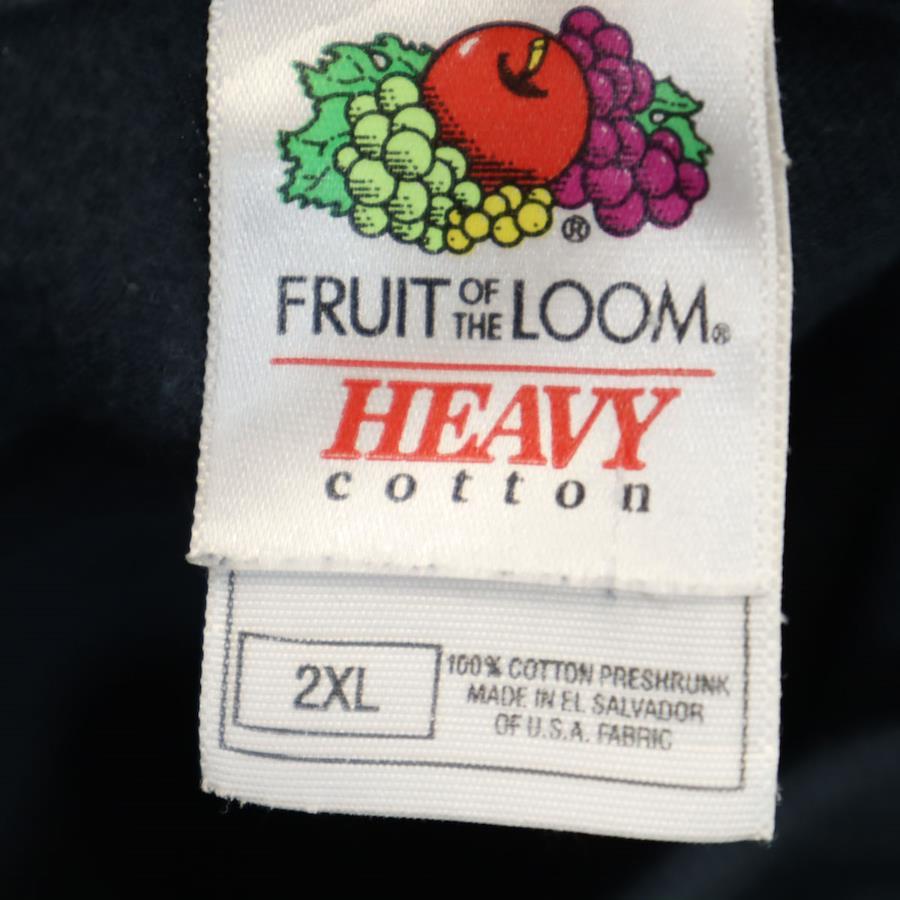 ®
FRUIT OF THE LOOM®
HEAVY
cotton
2XL
100% COTTON PRESHRUNK
MADE IN EL SALVADOR
OF U.S.A. FABRIC